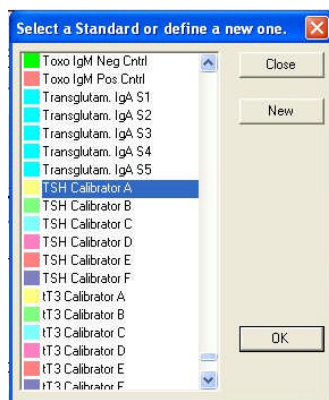 Select a Standard or define a new one.
Toxo IgM Neg Cntrl
Toxo IgM Pos Cntrl
Transglutam. IgA S1
Transglutam. IgA S2
Transglutam. IgA S3
Transglutam. IgA S4
Transglutam. IgA S5
TSH Calibrator A
TSH Calibrator B
TSH Calibrator C
TSH Calibrator D
TSH Calibrator E
TSH Calibrator F
tT3 Calibrator A
tT3 Calibrator B
tT3 Calibrator C
tT3 Calibrator D
tT3 Calibrator E
tT3 Calibrator F
Close
New
OK